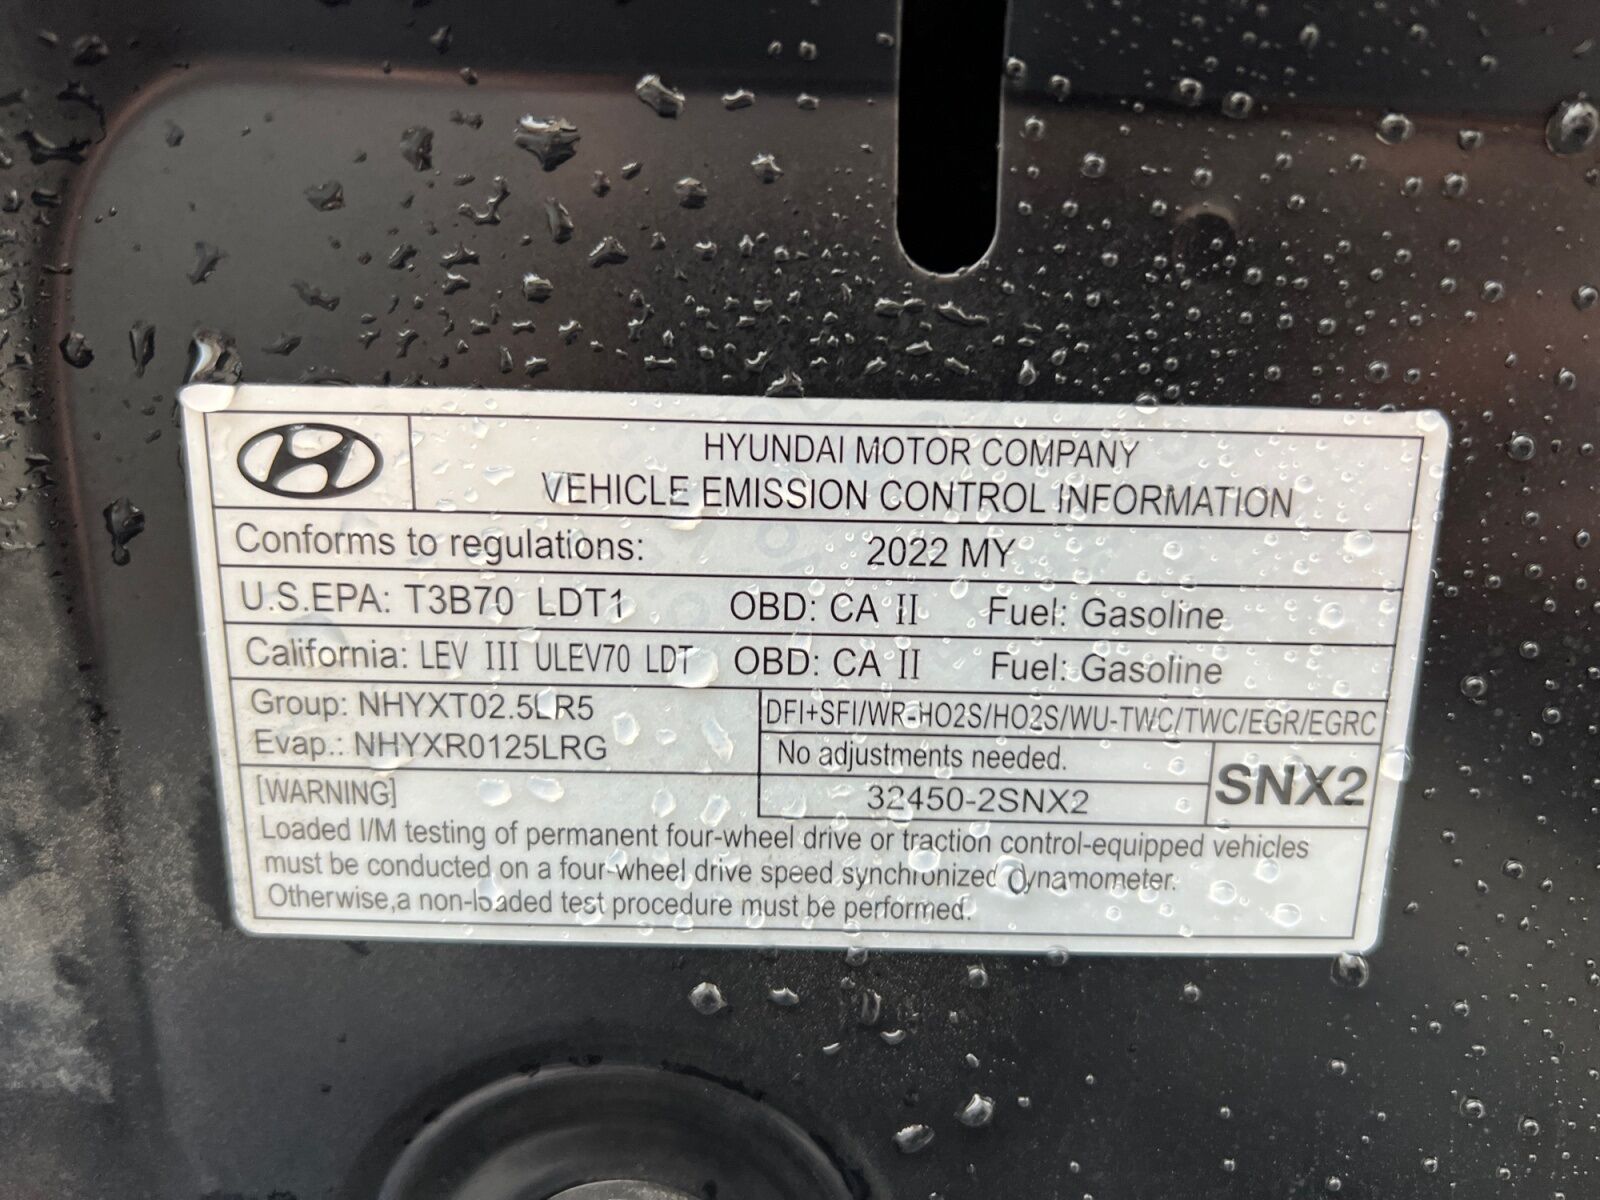 HYUNDAI MOTOR COMPANY
VEHICLE EMISSION CONTROL INFORMATION
Conforms to regulations: 2022 MY
U.S.EPA: T3B70 LDT1 OBD: CA II Fuel: Gasoline
California: LEV III ULEV70 LDT OBD: CA II Fuel: Gasoline
Group: NHYXT02.5LR5
Evap.: NHYXR0125LRG
DFI+SFI/WR-HO2S/HO2S/WU-TWC/TWC/EGR/EGRC
No adjustments needed.
32450-2SNX2
SNX2
[WARNING]
Loaded I/M testing of permanent four-wheel drive or traction control-equipped vehicles
must be conducted on a four-wheel drive speed synchronized dynamometer.
Otherwise,a non-loaded test procedure must be performed.